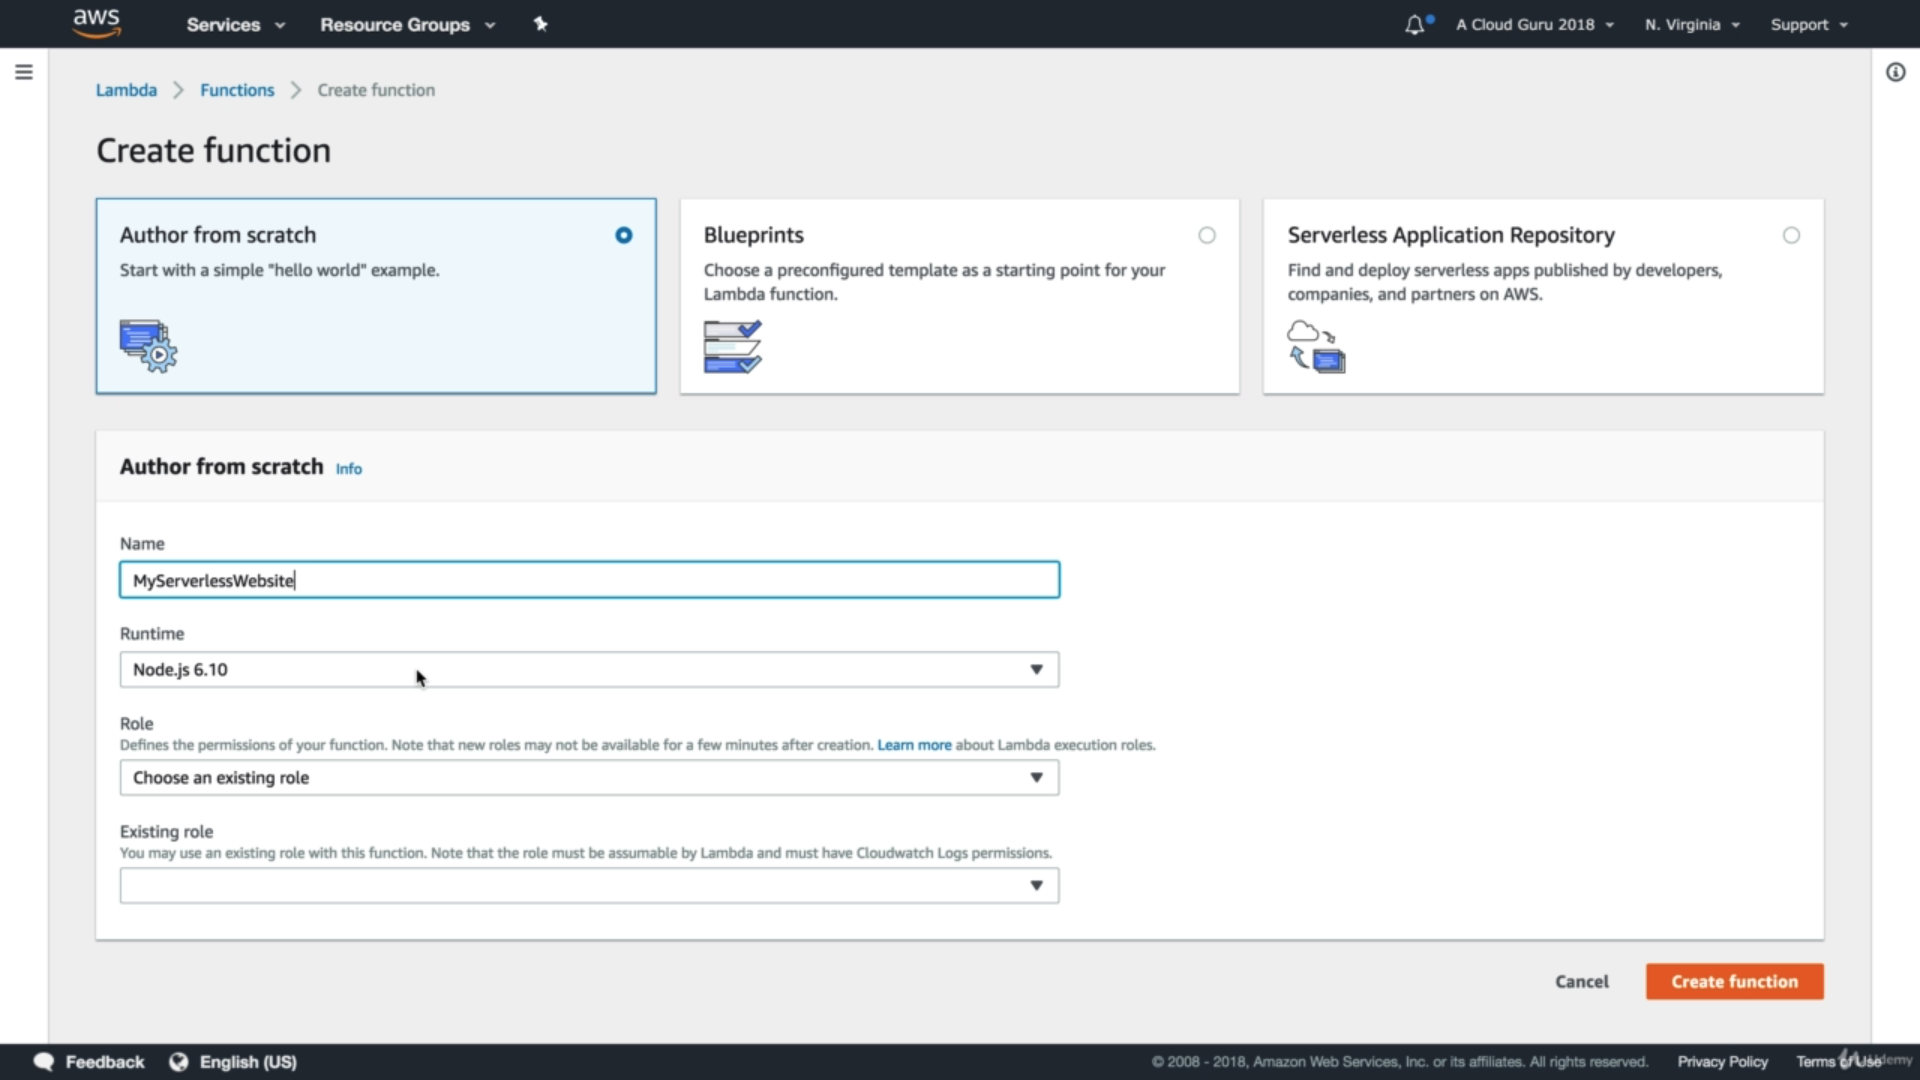 aws Services Resource Groups A Cloud Guru 2018 N. Virginia Support
Lambda Functions Create function
Create function
Author from scratch
Start with a simple "hello world" example.
Blueprints
Choose a preconfigured template as a starting point for your
Lambda function.
Serverless Application Repository
Find and deploy serverless apps published by developers,
companies, and partners on AWS.
Author from scratch Info
Name
MyServerlessWebsite
Runtime
Node.js 6.10
Role
Defines the permissions of your function. Note that new roles may not be available for a few minutes after creation. Learn more about Lambda execution roles.
Choose an existing role
Existing role
You may use an existing role with this function. Note that the role must be assumable by Lambda and must have Cloudwatch Logs permissions.
Cancel Create function
Feedback English (US) © 2008 - 2018, Amazon Web Services, Inc. or its affiliates. All rights reserved. Privacy Policy Terms of Use
Udemy